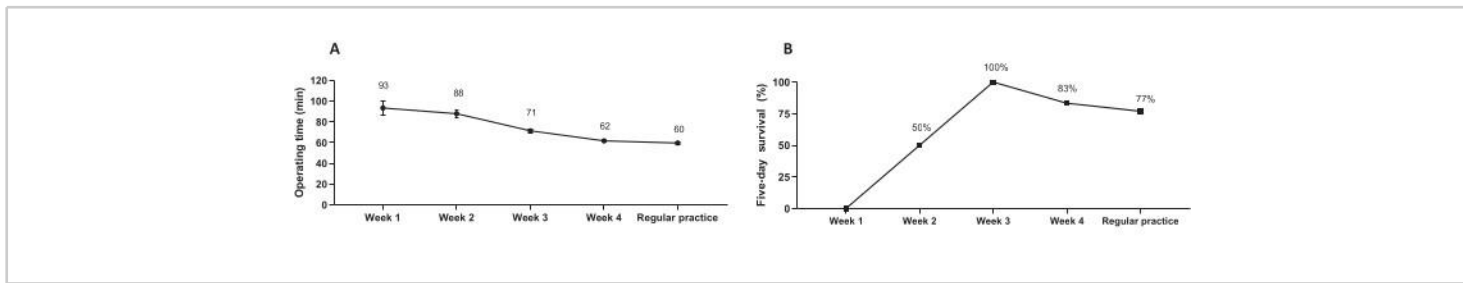 A
Operating time (min)
120
100
80
60
40
20
0
93
88
71
62
60
Week 1
Week 2
Week 3
Week 4
Regular practice
B
Five-day survival (%)
100
75
50
25
0
50%
100%
83%
77%
Week 1
Week 2
Week 3
Week 4
Regular practice